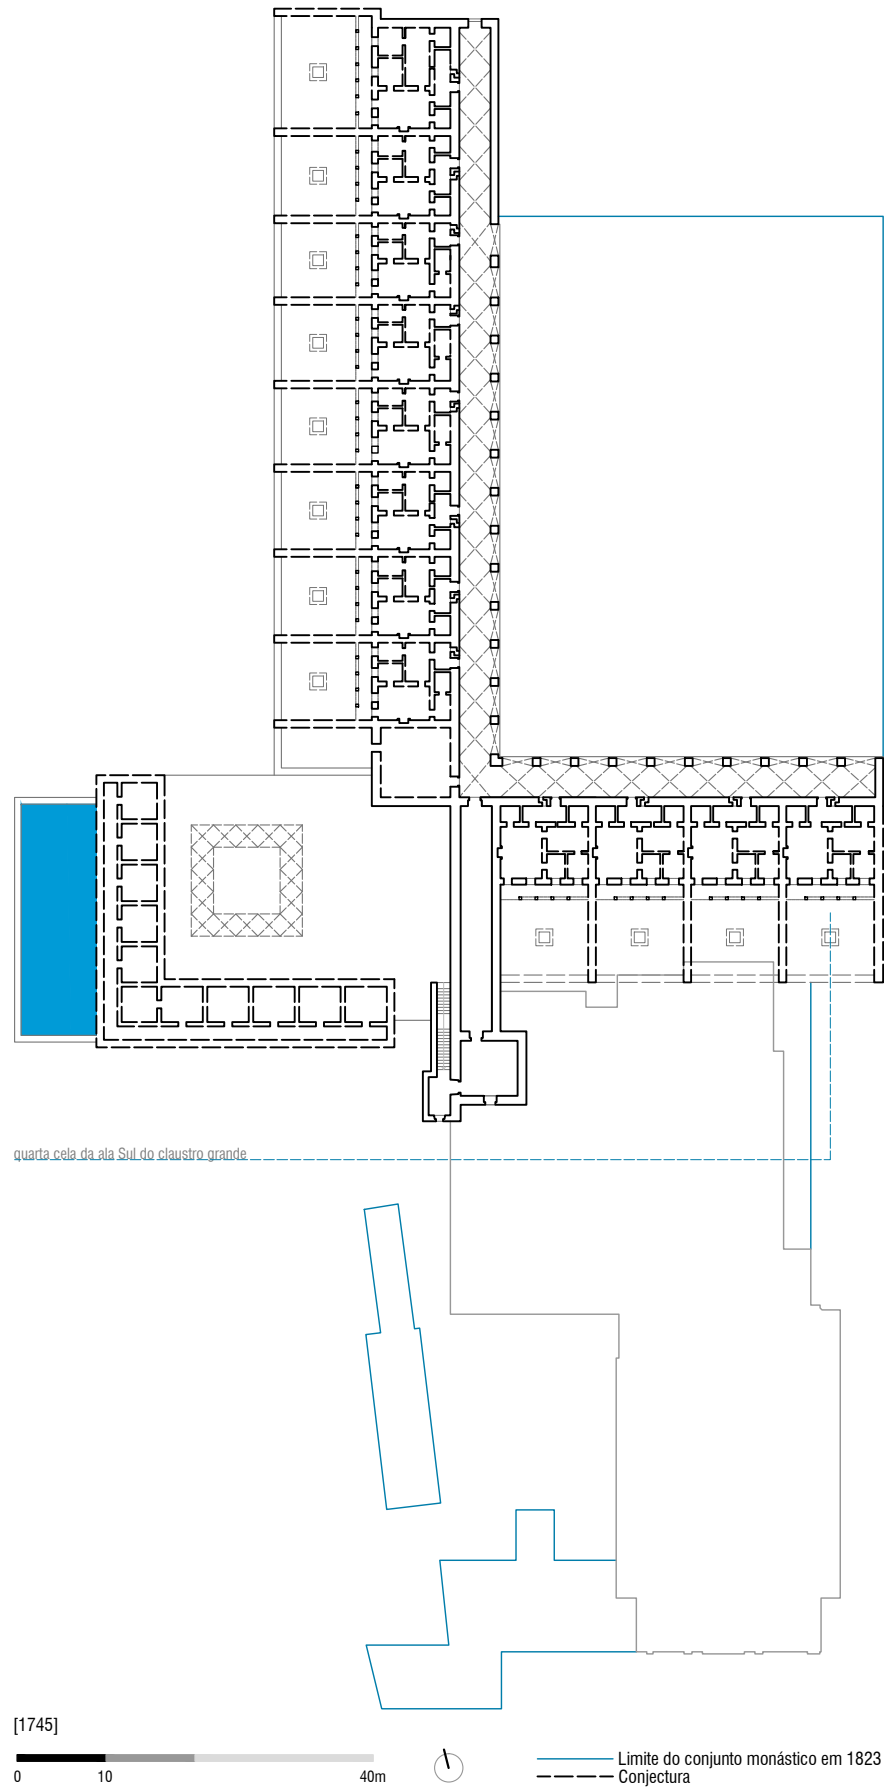 quarta cela da ala Sul do claustro grande
[1745]
0 10 40m
Limite do conjunto monástico em 1823
Conjectura